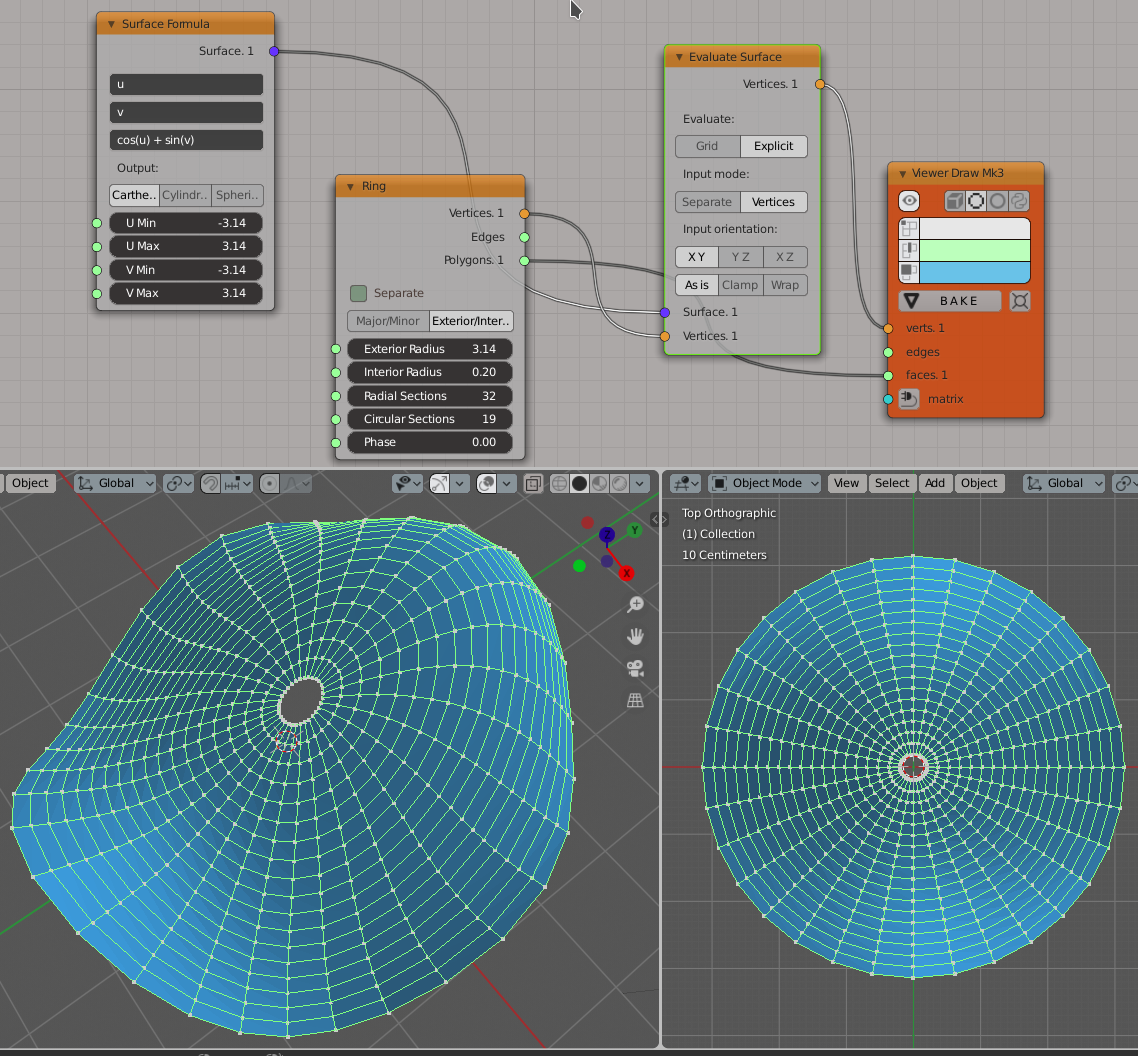 Surface Formula
Surface. 1
u
v
cos(u) + sin(v)
Output:
Carthe.. Cylindr.. Spheri..
U Min -3.14
U Max 3.14
V Min -3.14
V Max 3.14
Ring
Vertices. 1
Edges
Polygons. 1
Separate
Major/Minor Exterior/Inter..
Exterior Radius 3.14
Interior Radius 0.20
Radial Sections 32
Circular Sections 19
Phase 0.00
Evaluate Surface
Vertices. 1
Evaluate:
Grid Explicit
Input mode:
Separate Vertices
Input orientation:
X Y Y Z X Z
As is Clamp Wrap
Surface. 1
Vertices. 1
Viewer Draw Mk3
BAKE
verts. 1
edges
faces. 1
matrix
Object Global
Z Y X
Object Mode View Select Add Object Global
Top Orthographic
(1) Collection
10 Centimeters